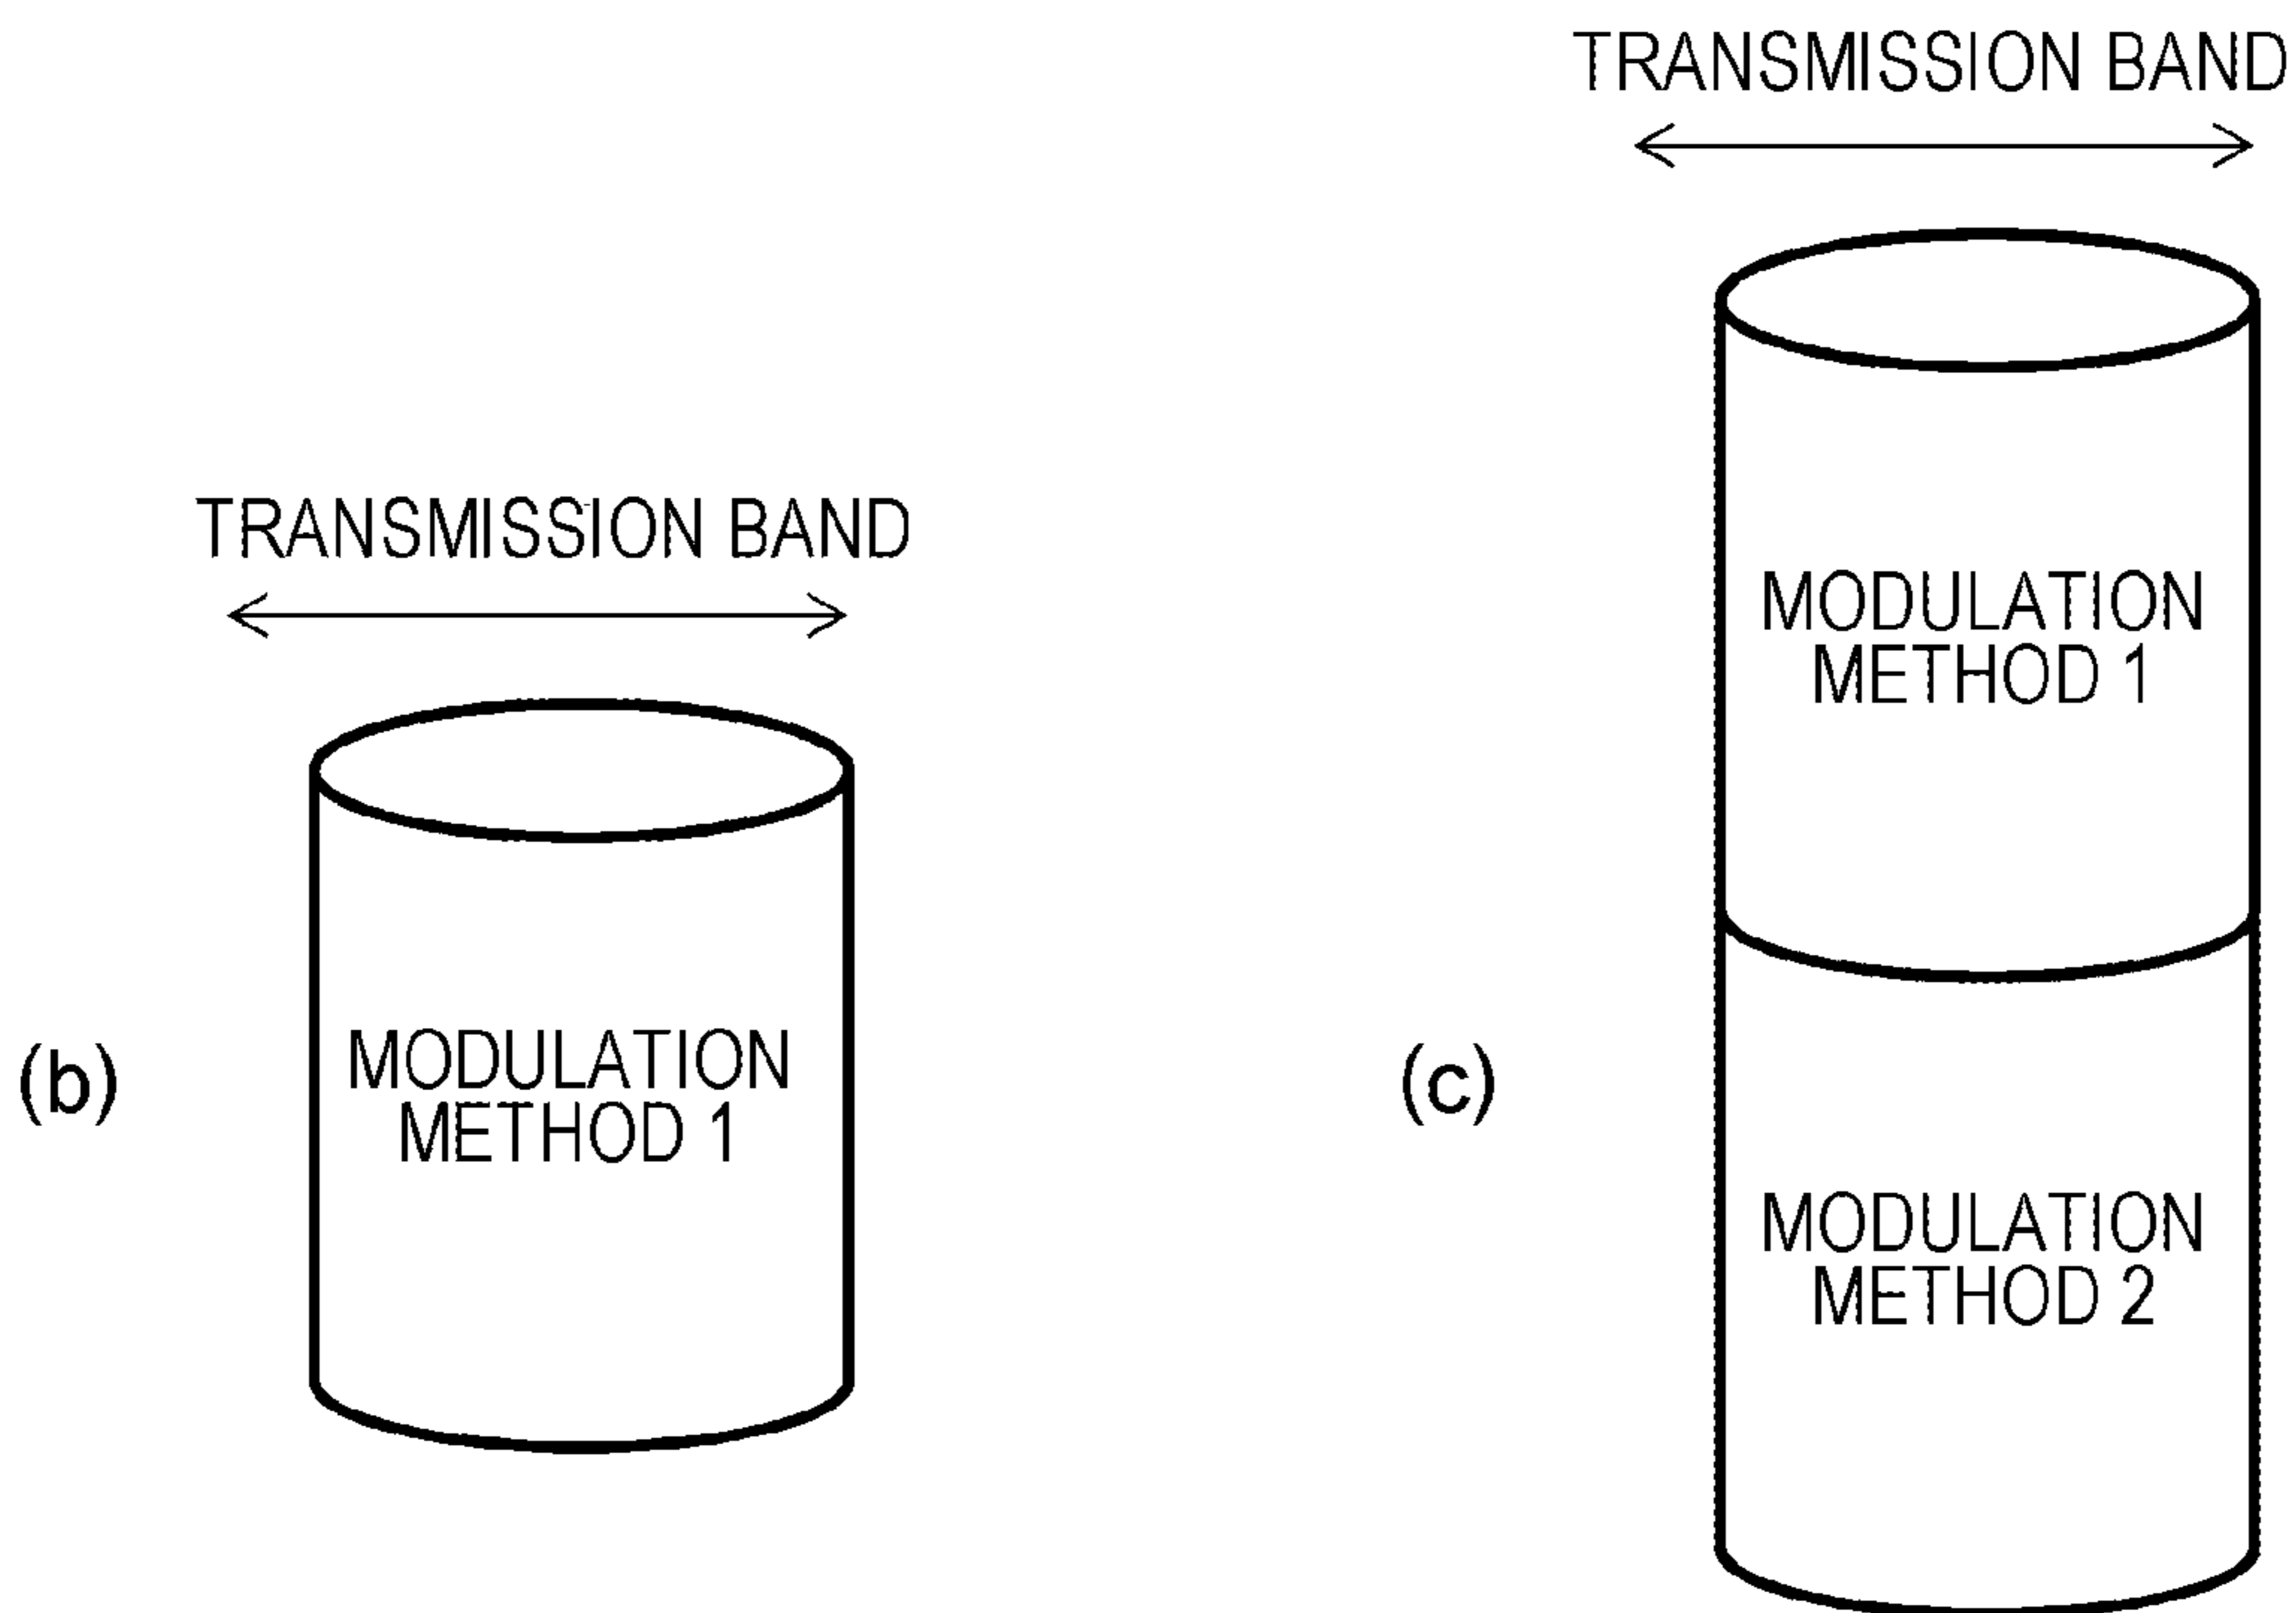 TRANSMISSION BAND
(b)
MODULATION
METHOD 1
TRANSMISSION BAND
(c)
MODULATION
METHOD 1
MODULATION
METHOD 2